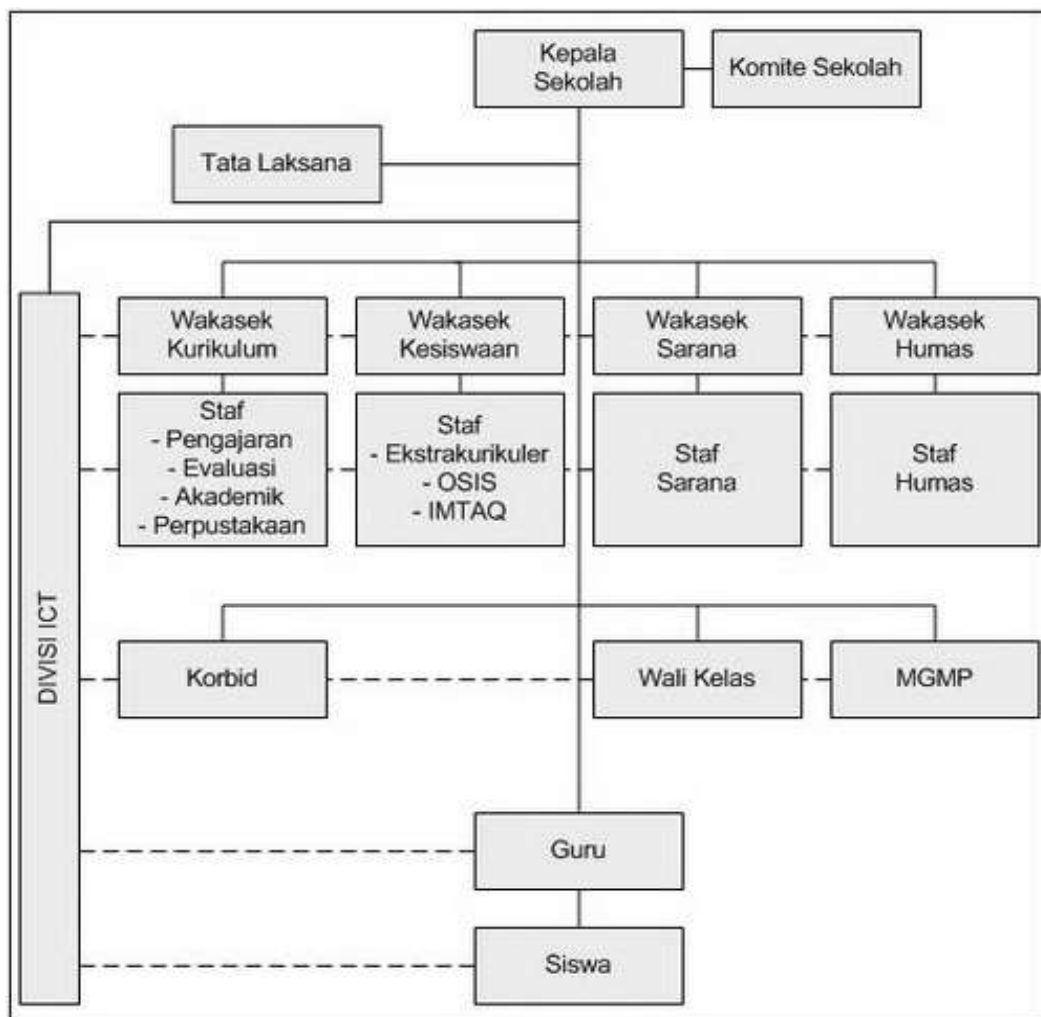 Kepala
Sekolah
Komite Sekolah
Tata Laksana
DIVISI ICT
Wakasek
Kurikulum
Wakasek
Kesiswaan
Wakasek
Sarana
Wakasek
Humas
Staf
- Pengajaran
- Evaluasi
- Akademik
- Perpustakaan
Staf
- Ekstrakurikuler
- OSIS
- IMTAQ
Staf
Sarana
Staf
Humas
Korbid
Wali Kelas
MGMP
Guru
Siswa